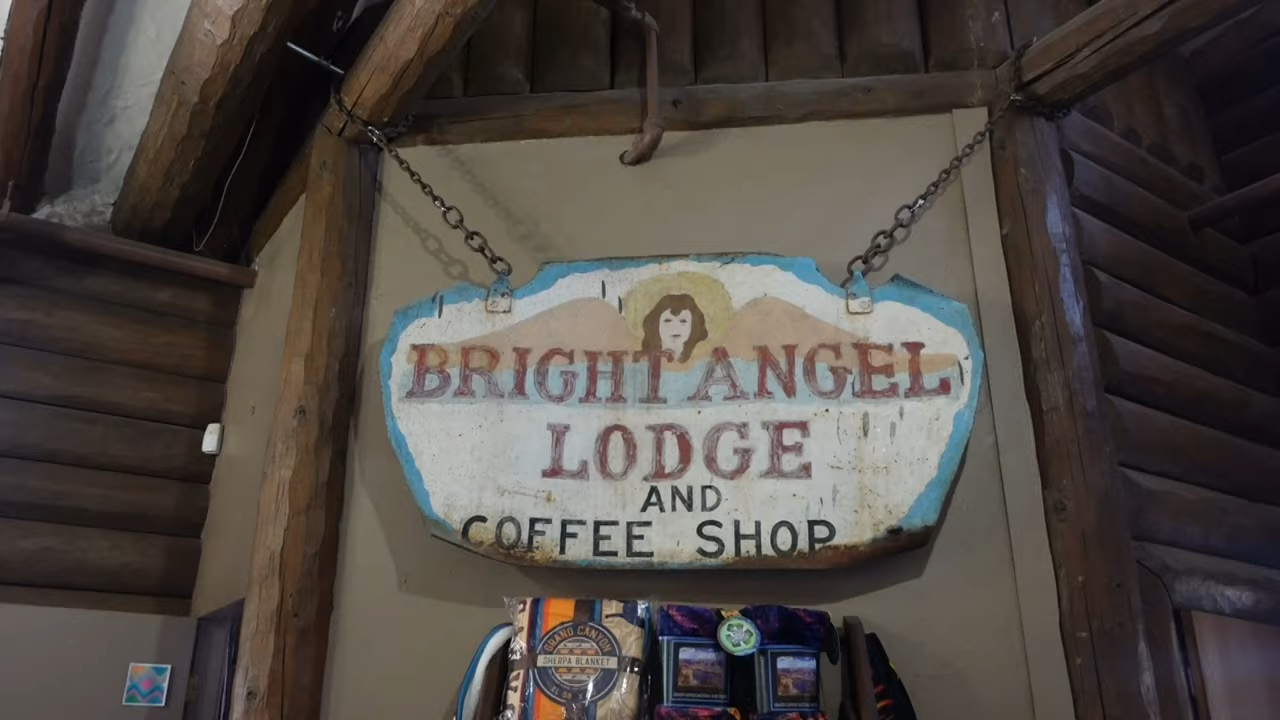 BRIGHT ANGEL
LODGE
AND
COFFEE SHOP
GRAND CANYON
SHERPA BLANKET